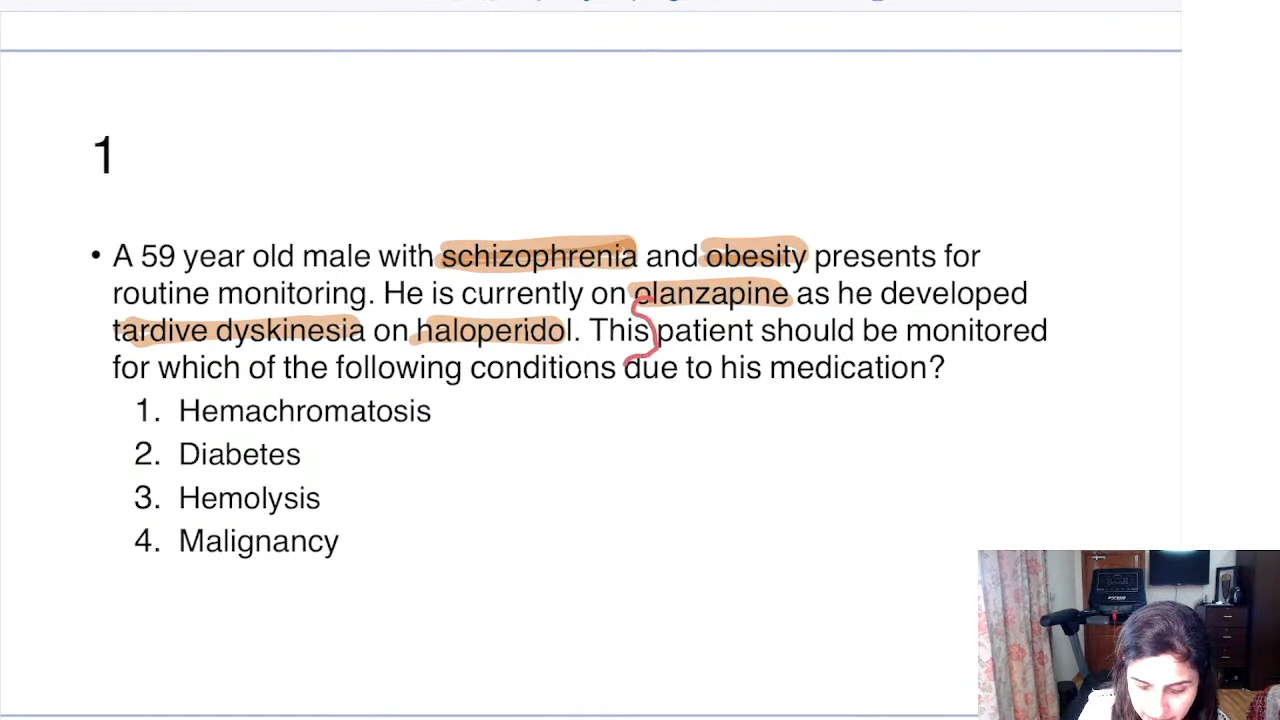 1
• A 59 year old male with schizophrenia and obesity presents for
routine monitoring. He is currently on olanzapine as he developed
tardive dyskinesia on haloperidol. This patient should be monitored
for which of the following conditions due to his medication?
1. Hemachromatosis
2. Diabetes
3. Hemolysis
4. Malignancy